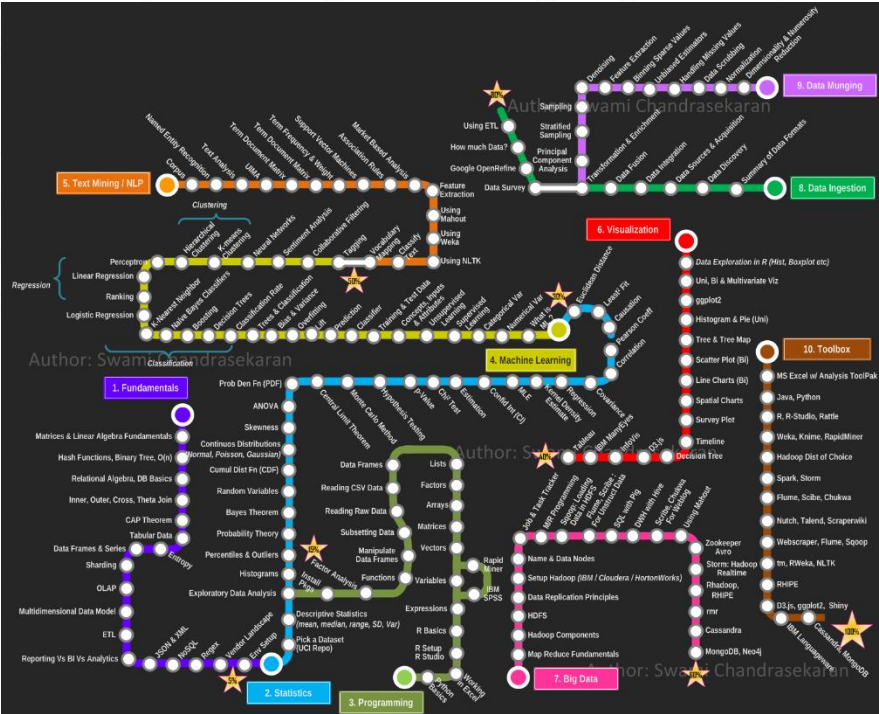 Author: Swami Chandrasekaran
9. Data Munging
Denoising
Feature Extraction
Binning Sparse Values
Unbiased Estimators
Handling Missing Values
Data Scrubbing
Normalization
Dimensionality & Numerosity
Reduction
Sampling
Stratified
Sampling
Principal
Component
Analysis
8. Data Ingestion
80%
Using ETL
How much Data?
Google OpenRefine
Data Survey
Transformation & Enrichment
Data Fusion
Data Integration
Data Sources & Acquisition
Data Discovery
Summary of Data Formats
5. Text Mining / NLP
Corpus
Named Entity Recognition
Text Analysis
UIMA
Term Document Matrix
Term Document Matrix
Term Frequency & Weight
Support Vector Machines
Association Rules
Market Based Analysis
Feature
Extraction
Using
Mahout
Using
Weka
Using NLTK
Classify
Text
Vocabulary
Mapping
Tagging
60%
Clustering
Collaborative Filtering
Sentiment Analysis
Neural Networks
K-means
Clustering
Hierarchical
Clustering
Perceptron
Linear Regression
Regression
Ranking
Logistic Regression
K-Nearest Neighbor
Naive Bayes Classifiers
Boosting
Decision Trees
Classification Rate
Classification
Trees & Classification
Bias & Variance
Overfitting
Lift
Prediction
Classifier
Training & Test Data
Concepts, Inputs
& Attributes
Unsupervised
Learning
Supervised
Learning
Categorical Var
Numerical Var
What is
ML?
30%
4. Machine Learning
Euclidean Distance
Least² Fit
Causation
Pearson Coeff
Correlation
Covariance
Regression
Kernel Density
Estimate
MLE
Confid Int (CI)
Estimation
Chi² Test
p-Value
Hypothesis Testing
Monte Carlo Method
Central Limit Theorem
Prob Den Fn (PDF)
ANOVA
Skewness
Continuos Distributions
(Normal, Poisson, Gaussian)
Cumul Dist Fn (CDF)
Random Variables
Bayes Theorem
Probability Theory
Percentiles & Outliers
Histograms
Exploratory Data Analysis
Descriptive Statistics
(mean, median, range, SD, Var)
Pick a Dataset
(UCI Repo)
2. Statistics
Author: Swami Chandrasekaran
1. Fundamentals
Matrices & Linear Algebra Fundamentals
Hash Functions, Binary Tree, O(n)
Relational Algebra, DB Basics
Inner, Outer, Cross, Theta Join
CAP Theorem
Tabular Data
Entropy
Data Frames & Series
Sharding
OLAP
Multidimensional Data Model
ETL
Reporting Vs BI Vs Analytics
JSON & XML
NoSQL
Regex
Vendor Landscape
Env Setup
5%
3. Programming
Python
Basics
Working
in Excel
R Setup
R Studio
R Basics
Expressions
Variables
IBM
SPSS
Rapid
Miner
Vectors
Matrices
Arrays
Factors
Lists
Data Frames
Reading CSV Data
Reading Raw Data
Subsetting Data
Manipulate
Data Frames
Functions
Factor Analysis
Install
Pkgs
15%
6. Visualization
Data Exploration in R (Hist, Boxplot etc)
Uni, Bi & Multivariate Viz
ggplot2
Histogram & Pie (Uni)
Tree & Tree Map
Scatter Plot (Bi)
Line Charts (Bi)
Spatial Charts
Survey Plot
Timeline
Decision Tree
D3.js
InfoVis
IBM ManyEyes
Tableau
40%
7. Big Data
Map Reduce Fundamentals
Hadoop Components
HDFS
Data Replication Principles
Setup Hadoop (IBM / Cloudera / HortonWorks)
Name & Data Nodes
Job & Task Tracker
M/R Programming
Sqoop: Loading
Data in HDFS
Flume, Scribe:
For Unstruct Data
SQL with Pig
DWH with Hive
Scribe, Chukwa
For Weblog
Using Mahout
Zookeeper
Avro
Storm: Hadoop
Realtime
Rhadoop,
RHIPE
rmr
Cassandra
MongoDB, Neo4j
Author: Swami Chandrasekaran
10. Toolbox
MS Excel w/ Analysis ToolPak
Java, Python
R, R-Studio, Rattle
Weka, Knime, RapidMiner
Hadoop Dist of Choice
Spark, Storm
Flume, Scibe, Chukwa
Nutch, Talend, Scraperwiki
Webscraper, Flume, Sqoop
tm, RWeka, NLTK
RHIPE
D3.js, ggplot2, Shiny
IBM Languageware
Cassandra, MongoDB
100%